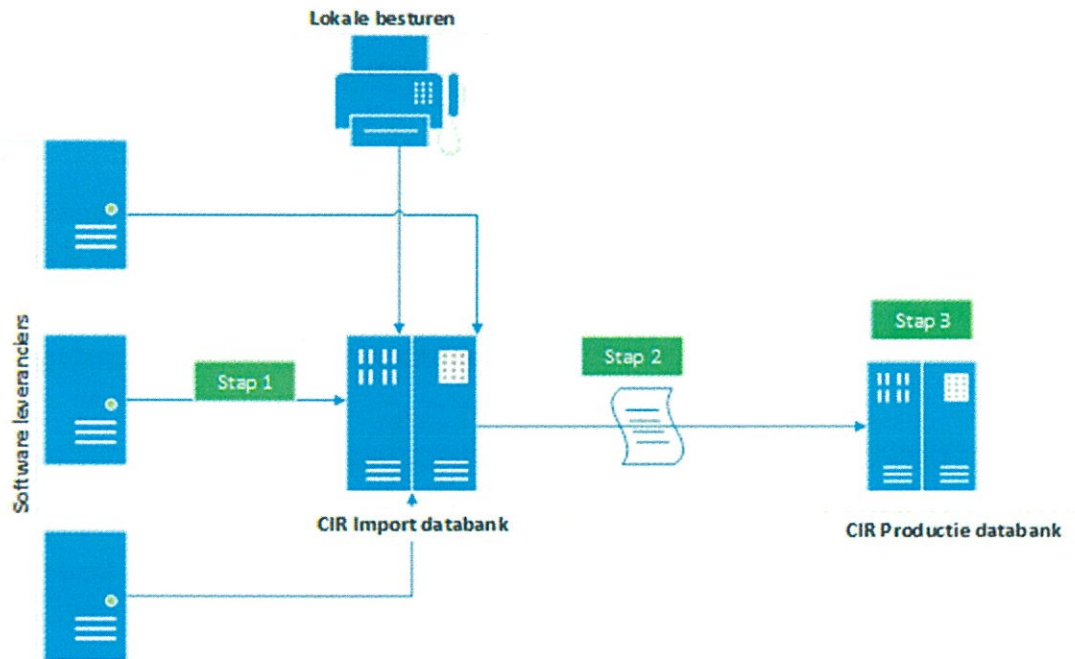 Lokale besturen
Software leveranciers
Stap 1
Stap 2
Stap 3
CIR Import databank
CIR Productie databank